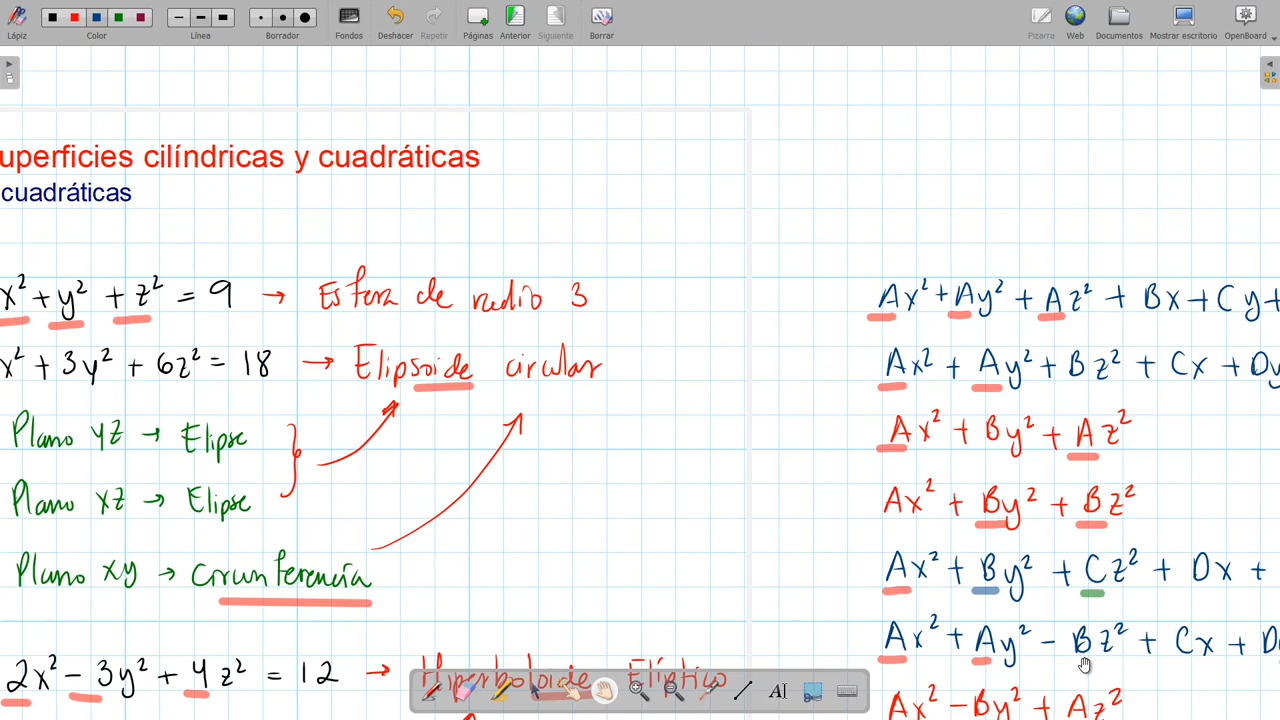 Lápiz Color Línea Borrador Fondos Deshacer Repetir Páginas Anterior Siguiente Borrar Pizarra Web Documentos Mostrar escritorio OpenBoard
uperficies cilíndricas y cuadráticas
cuadráticas
x² + y² + z² = 9 → Esfera de radio 3
x² + 3y² + 6z² = 18 → Elipsoide circular
Plano yz → Elipse
Plano xz → Elipse
Plano xy → circunferencia
2x² - 3y² + 4z² = 12 → Hiperboloide Elíptico
Ax² + Ay² + Az² + Bx + Cy +
Ax² + Ay² + Bz² + Cx + Dy
Ax² + By² + Az²
Ax² + By² + Bz²
Ax² + By² + Cz² + Dx +
Ax² + Ay² - Bz² + Cx + D
Ax² - By² + Az²